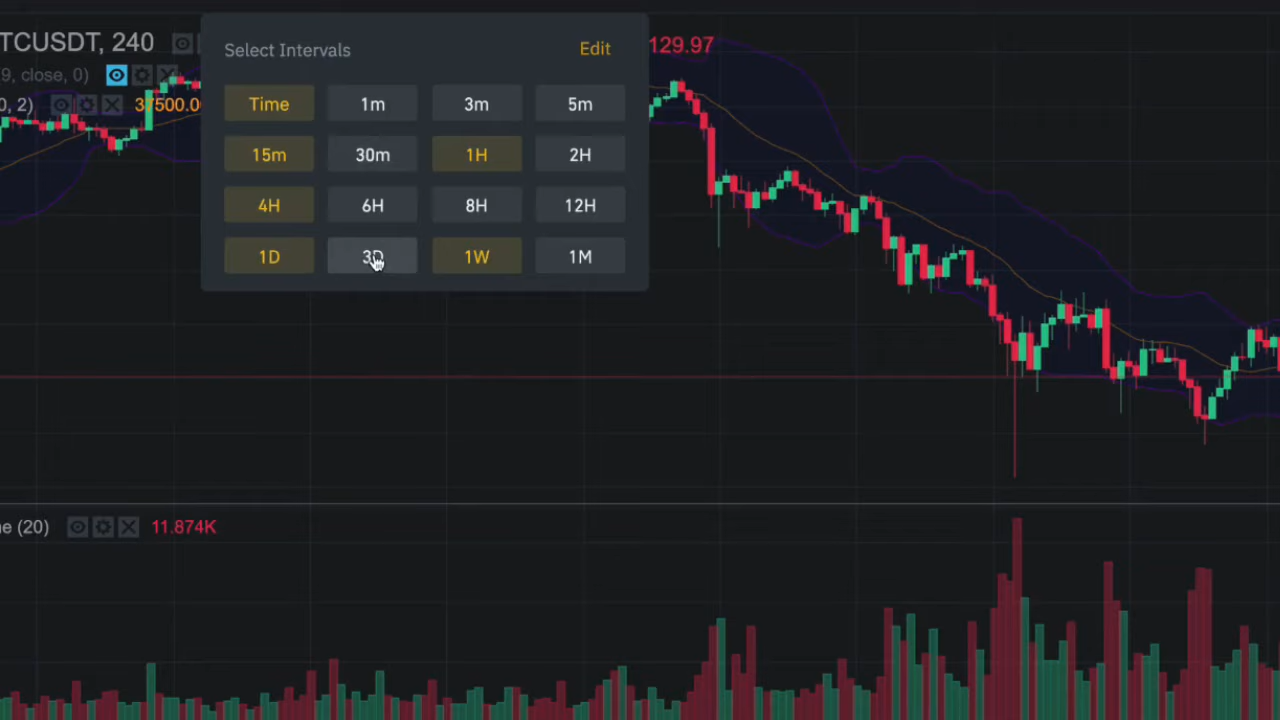 TCUSDT, 240
Select Intervals
Edit
129.97
9, close, 0)
0, 2)
37500.0
Time
1m
3m
5m
15m
30m
1H
2H
4H
6H
8H
12H
1D
3D
1W
1M
ne (20)
11.874K